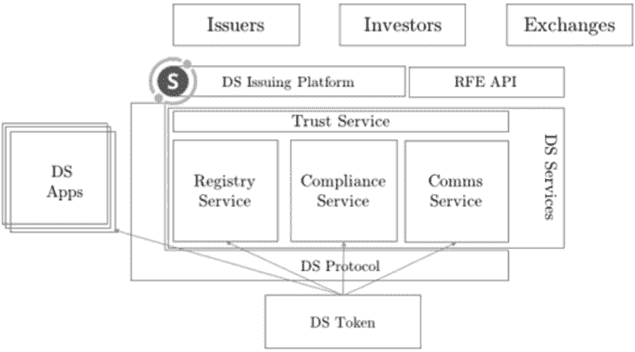 Issuers
Investors
Exchanges
S
DS Issuing Platform
RFE API
Trust Service
DS
Apps
Registry
Service
Compliance
Service
Comms
Service
DS Services
DS Protocol
DS Token